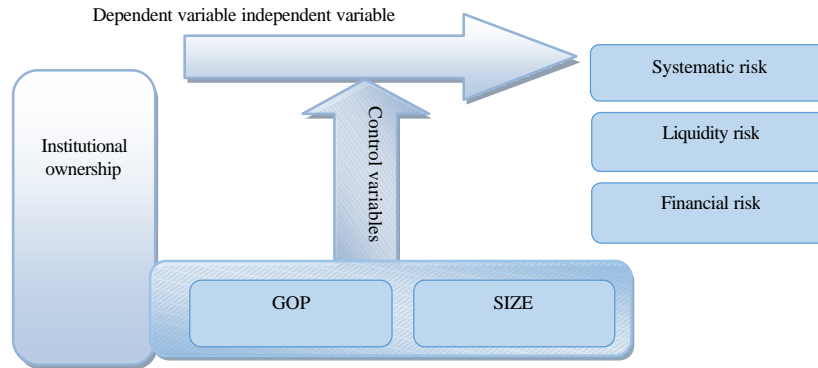 Dependent variable independent variable
Systematic risk
Institutional
ownership
Control variables
Liquidity risk
Financial risk
GOP
SIZE